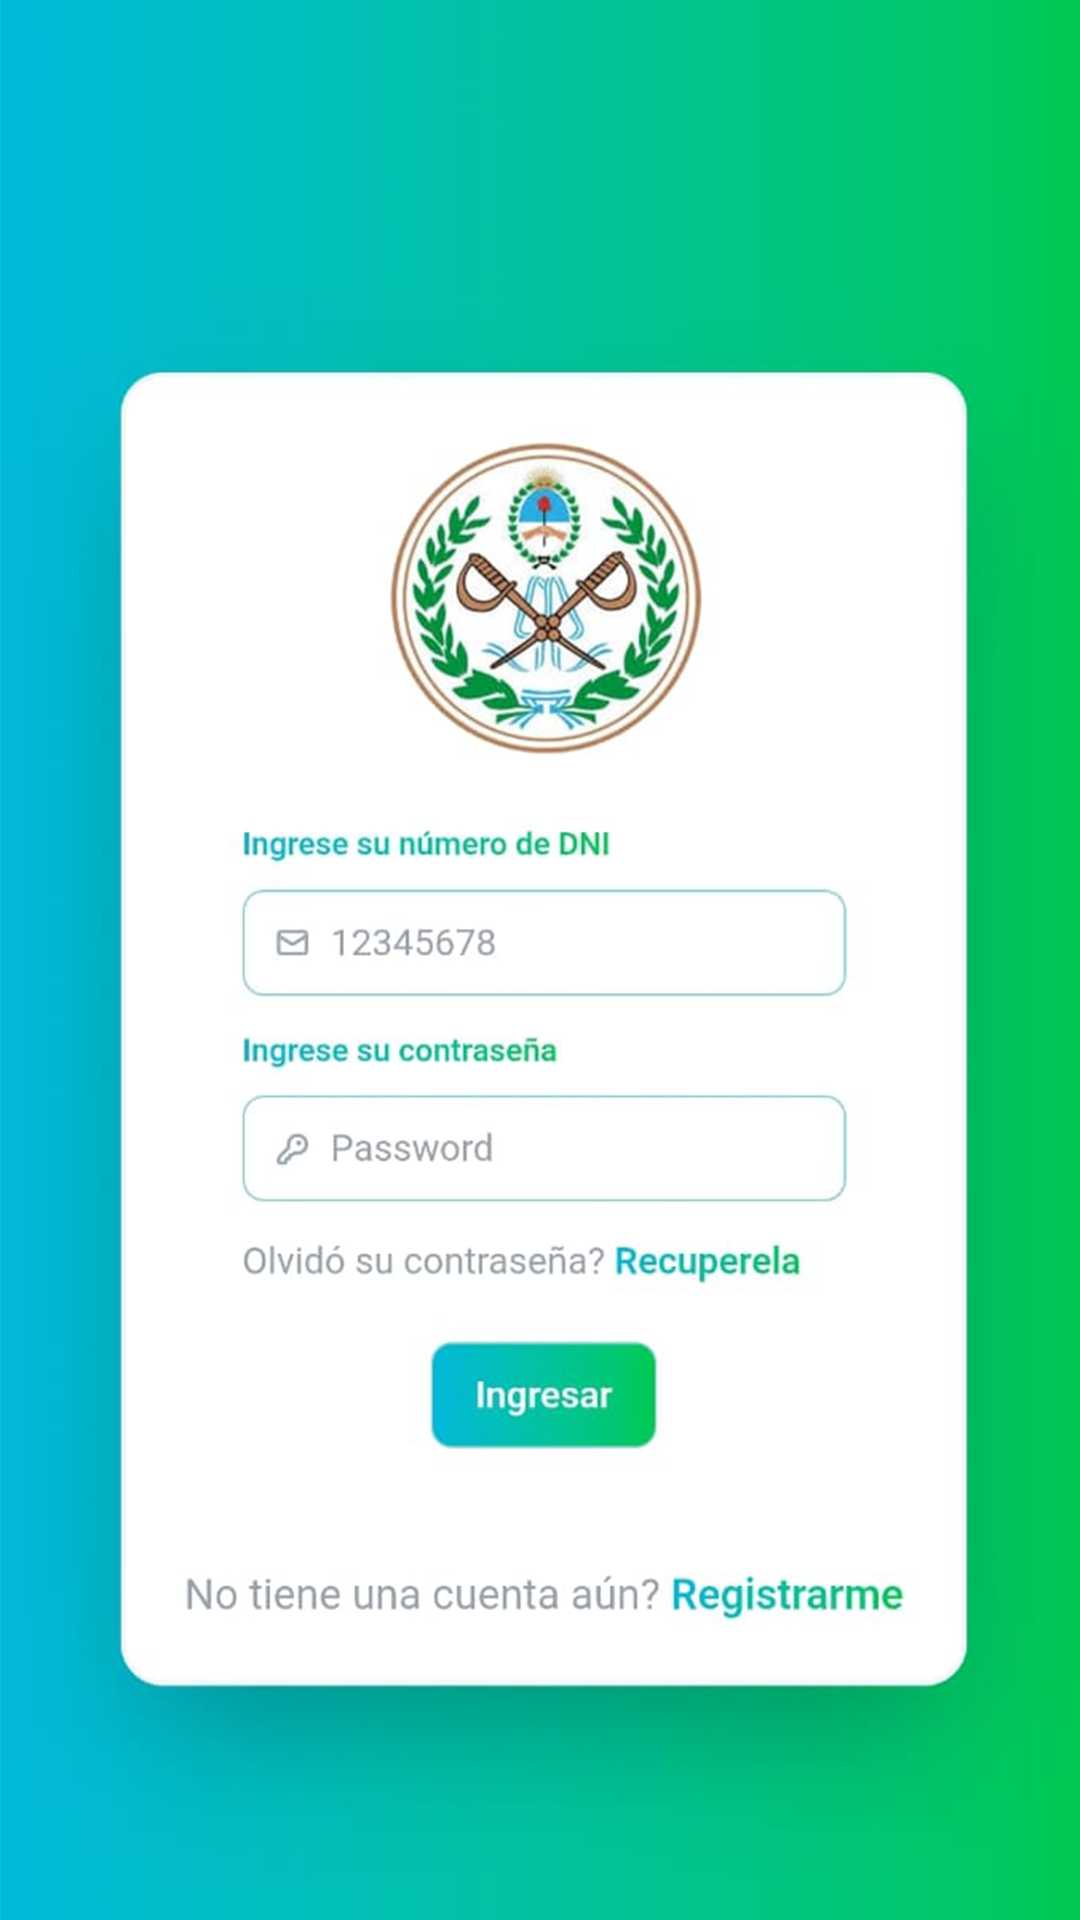 Ingrese su número de DNI
12345678
Ingrese su contraseña
Password
Olvidó su contraseña? Recuperela
Ingresar
No tiene una cuenta aún? Registrarme